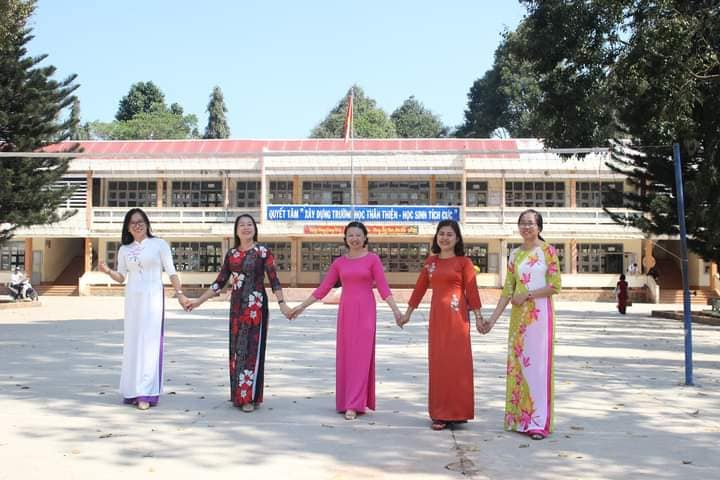 QUYẾT TÂM "XÂY DỰNG TRƯỜNG HỌC THÂN THIỆN - HỌC SINH TÍCH CỰC"